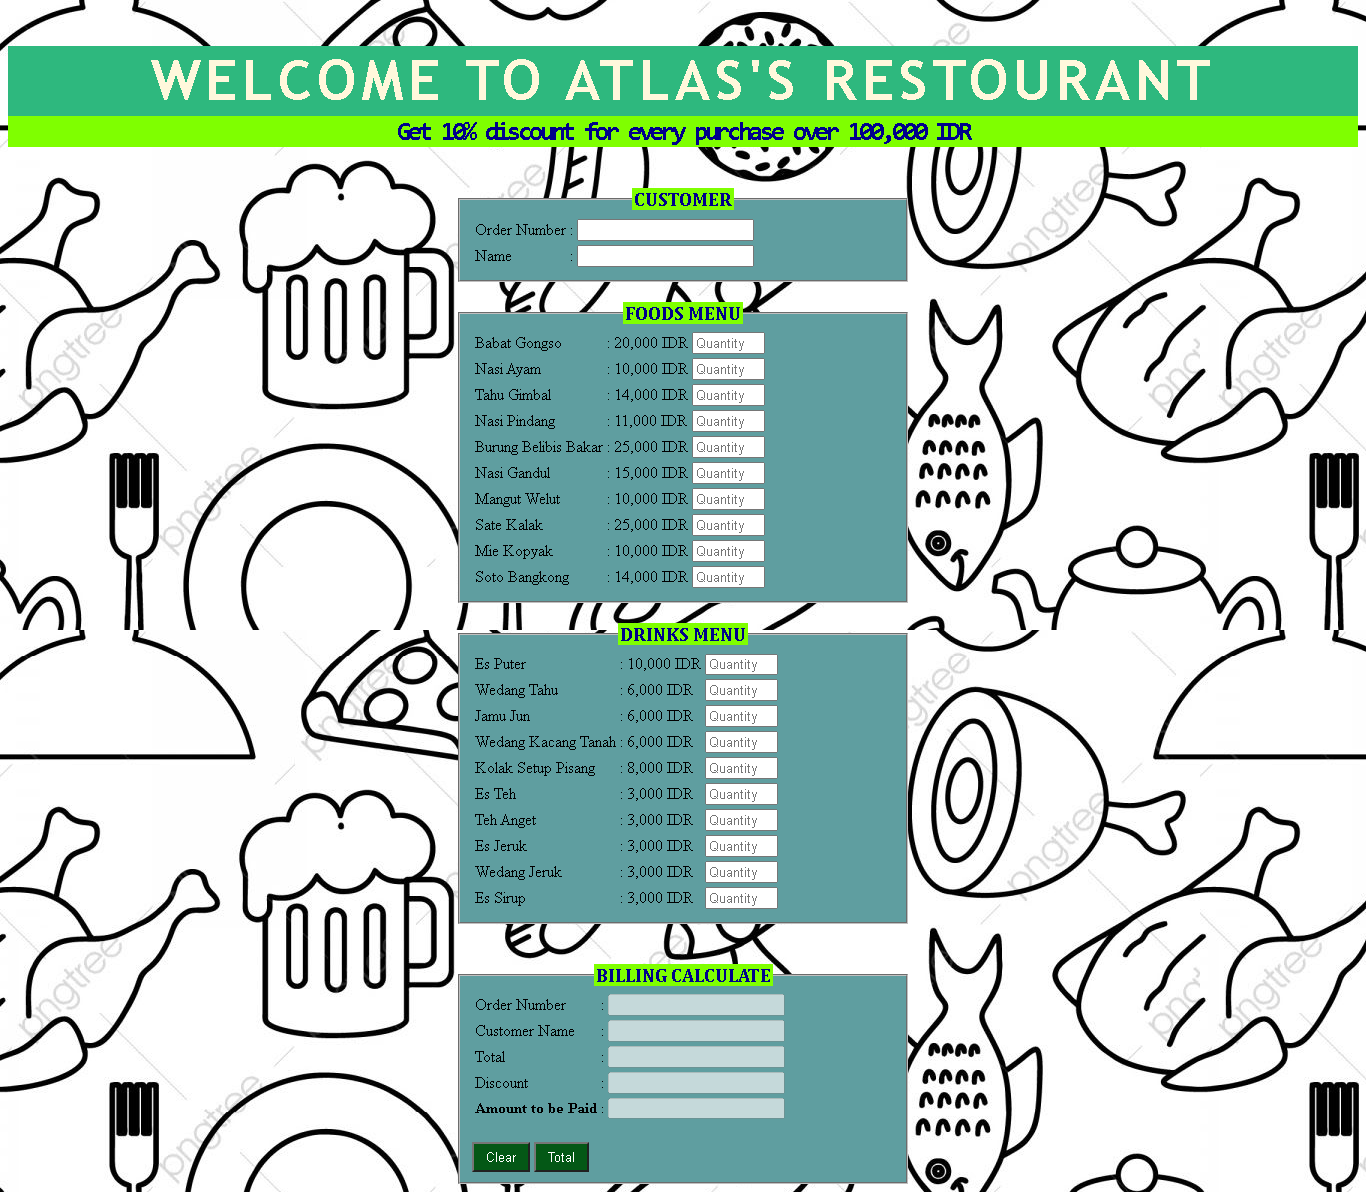 WELCOME TO ATLAS'S RESTOURANT
Get 10% discount for every purchase over 100,000 IDR
CUSTOMER
Order Number :
Name :
FOODS MENU
Babat Gongso : 20,000 IDR Quantity
Nasi Ayam : 10,000 IDR Quantity
Tahu Gimbal : 14,000 IDR Quantity
Nasi Pindang : 11,000 IDR Quantity
Burung Belibis Bakar : 25,000 IDR Quantity
Nasi Gandul : 15,000 IDR Quantity
Mangut Welut : 10,000 IDR Quantity
Sate Kalak : 25,000 IDR Quantity
Mie Kopyak : 10,000 IDR Quantity
Soto Bangkong : 14,000 IDR Quantity
DRINKS MENU
Es Puter : 10,000 IDR Quantity
Wedang Tahu : 6,000 IDR Quantity
Jamu Jun : 6,000 IDR Quantity
Wedang Kacang Tanah : 6,000 IDR Quantity
Kolak Setup Pisang : 8,000 IDR Quantity
Es Teh : 3,000 IDR Quantity
Teh Anget : 3,000 IDR Quantity
Es Jeruk : 3,000 IDR Quantity
Wedang Jeruk : 3,000 IDR Quantity
Es Sirup : 3,000 IDR Quantity
BILLING CALCULATE
Order Number :
Customer Name :
Total :
Discount :
Amount to be Paid :
Clear Total
pngtree
pngtree
pngtree
pngtree
pngtree
pngtree
pngtree
pngtree